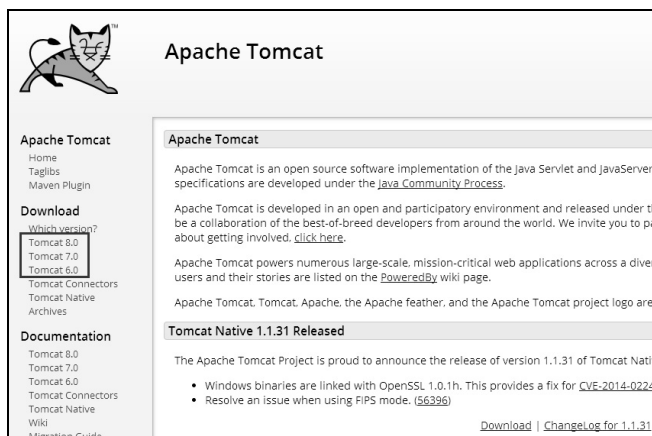 TM
Apache Tomcat
Apache Tomcat
Home
Taglibs
Maven Plugin
Download
Which version?
Tomcat 8.0
Tomcat 7.0
Tomcat 6.0
Tomcat Connectors
Tomcat Native
Archives
Documentation
Tomcat 8.0
Tomcat 7.0
Tomcat 6.0
Tomcat Connectors
Tomcat Native
Wiki
Migration Guide
Apache Tomcat
Apache Tomcat is an open source software implementation of the Java Servlet and JavaServer
specifications are developed under the Java Community Process.
Apache Tomcat is developed in an open and participatory environment and released under t
be a collaboration of the best-of-breed developers from around the world. We invite you to pa
about getting involved, click here.
Apache Tomcat powers numerous large-scale, mission-critical web applications across a dive
users and their stories are listed on the PoweredBy wiki page.
Apache Tomcat, Tomcat, Apache, the Apache feather, and the Apache Tomcat project logo are
Tomcat Native 1.1.31 Released
The Apache Tomcat Project is proud to announce the release of version 1.1.31 of Tomcat Nati
• Windows binaries are linked with OpenSSL 1.0.1h. This provides a fix for CVE-2014-0224
• Resolve an issue when using FIPS mode. (56396)
Download | ChangeLog for 1.1.31